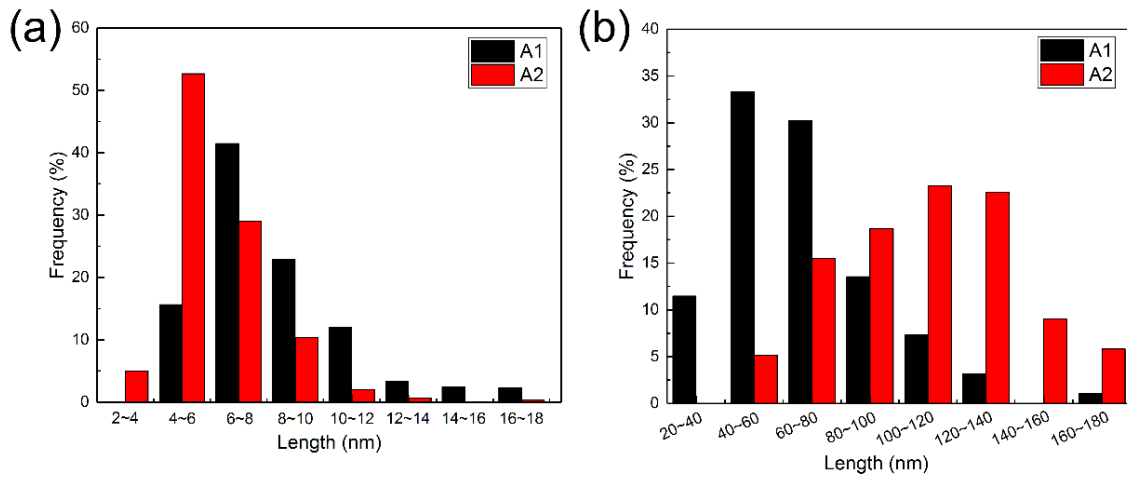 (a)
60
50
40
30
20
10
0
Frequency (%)
A1
A2
2~4 4~6 6~8 8~10 10~12 12~14 14~16 16~18
Length (nm)
(b)
40
35
30
25
20
15
10
5
0
Frequency (%)
A1
A2
20~40 40~60 60~80 80~100 100~120 120~140 140~160 160~180
Length (nm)